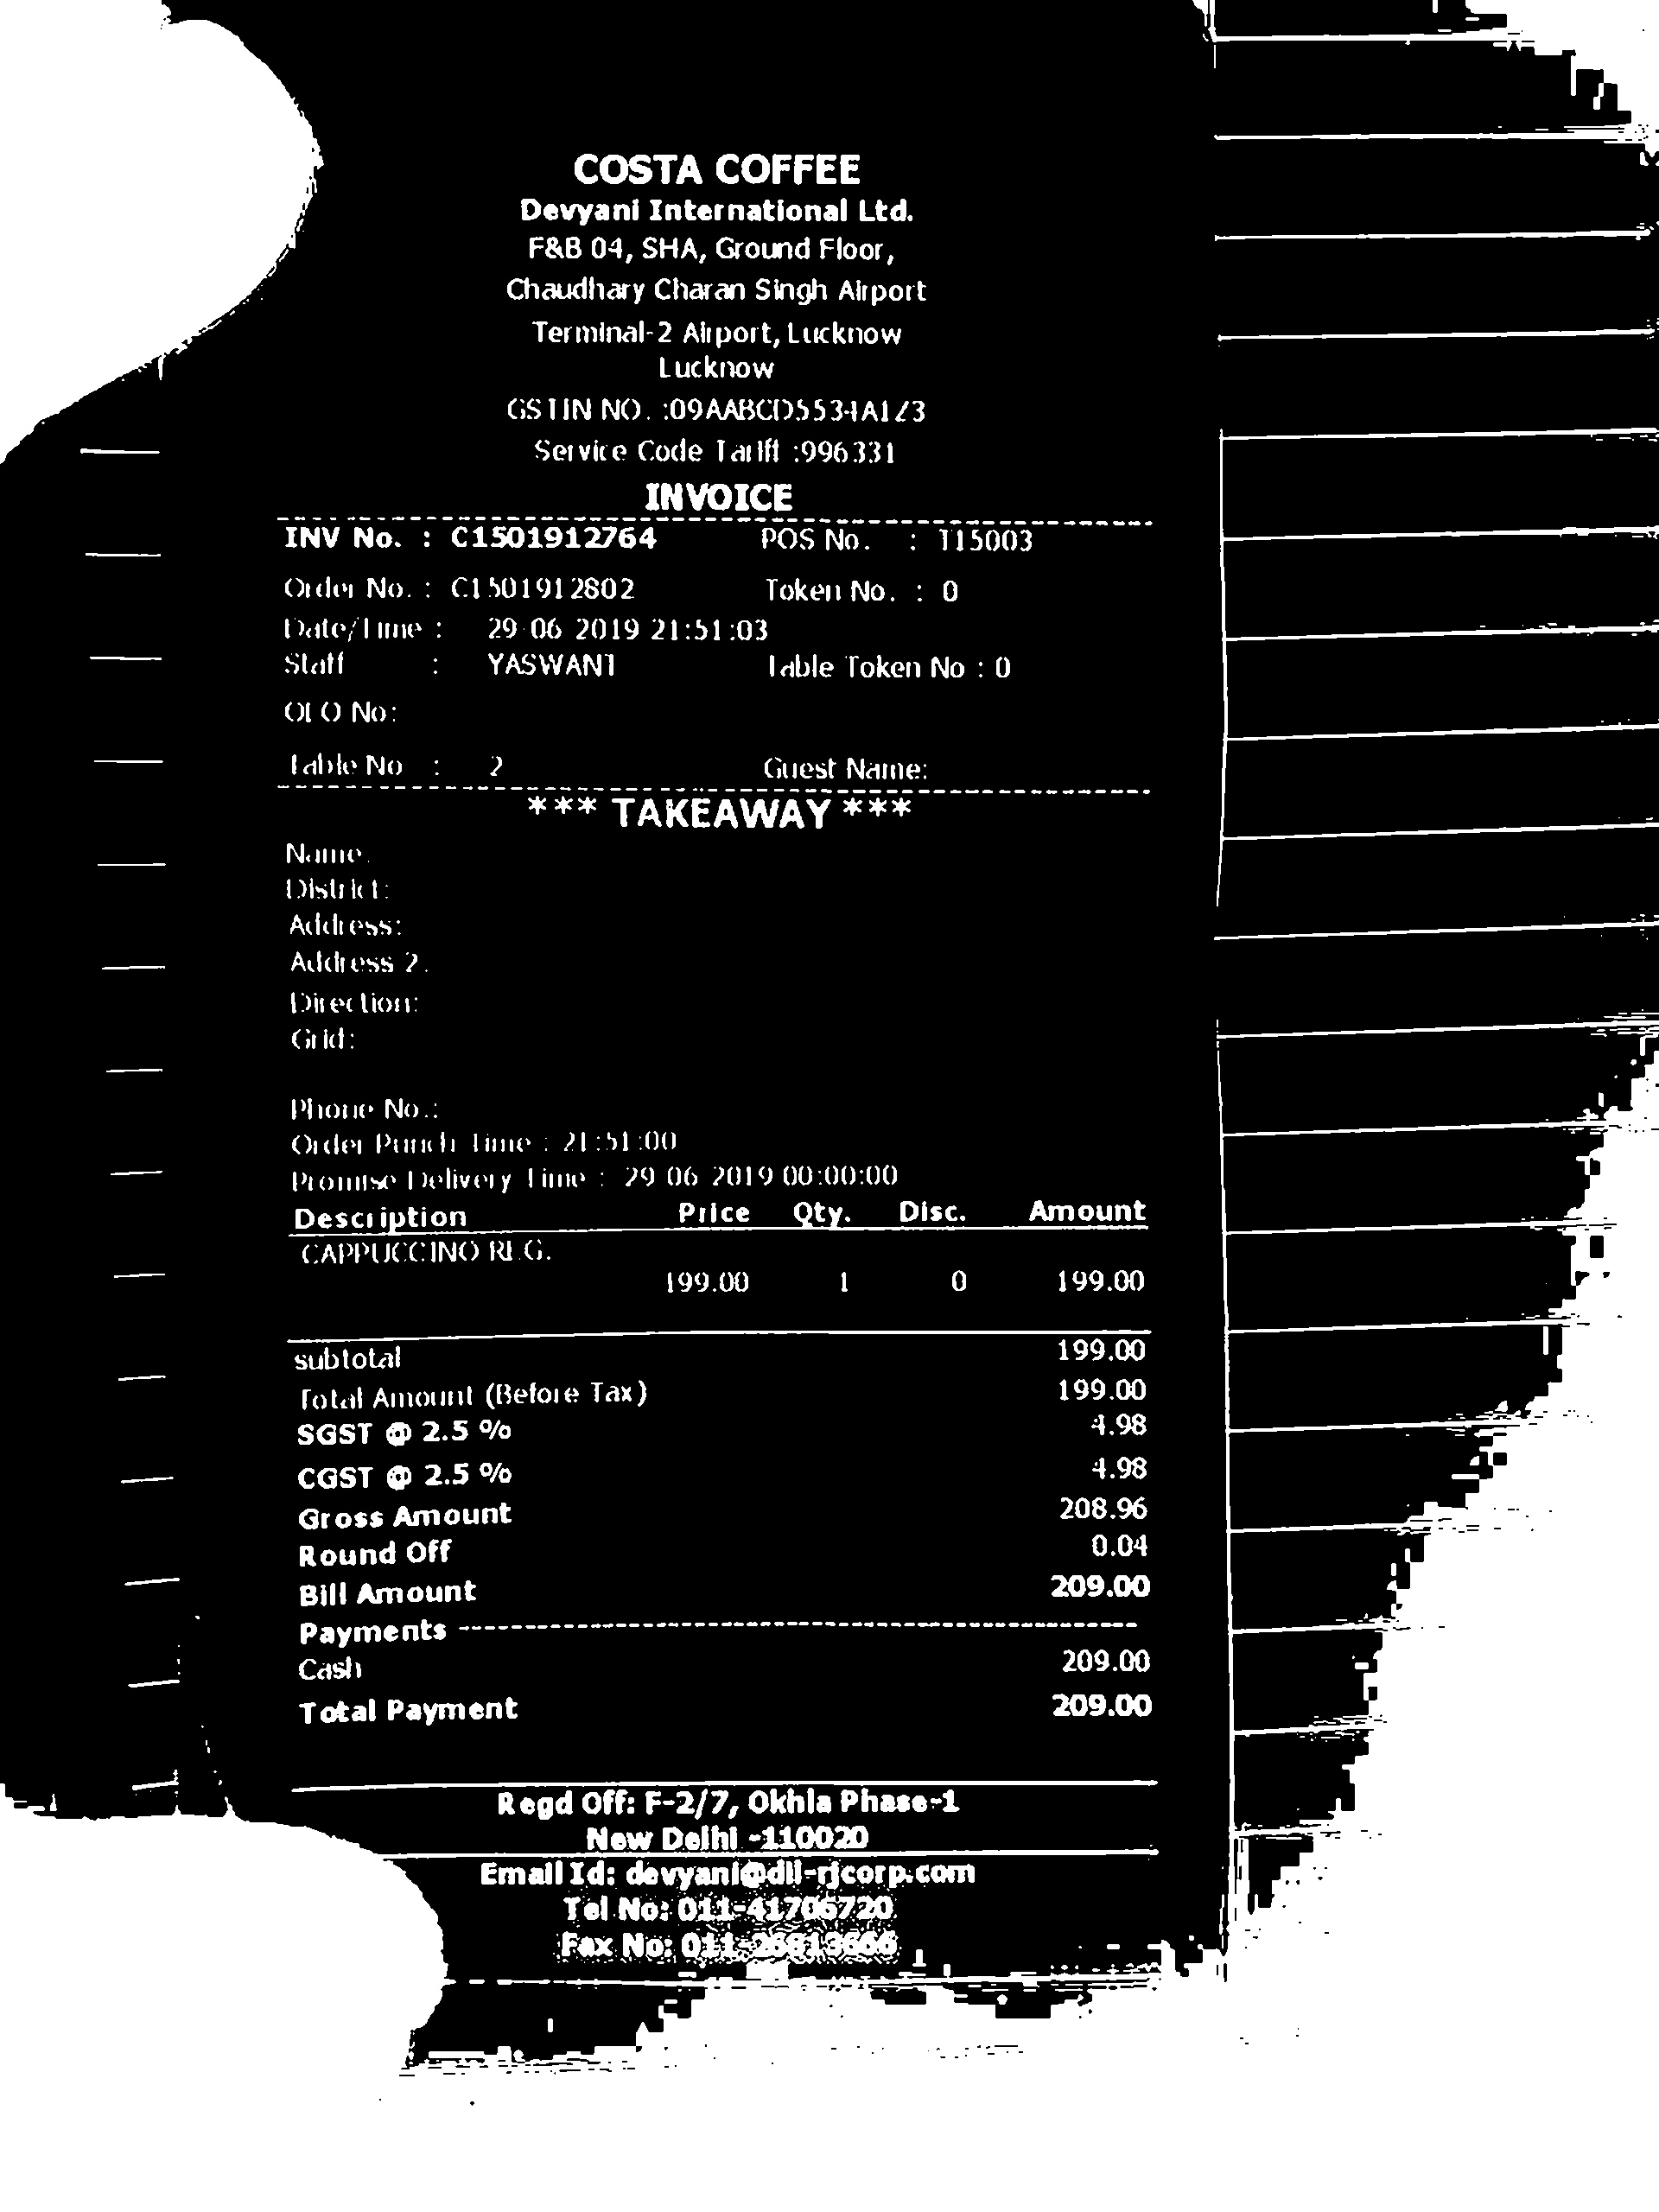 COSTA COFFEE
Devyani International Ltd.
F&B 04, SHA, Ground Floor,
Chaudhary Charan Singh Airport
Terminal-2 Airport, Lucknow
Lucknow
GSTIN NO. :09AABCD5534A1Z3
Service Code Tariff :996331
INVOICE
INV No. : C1501912764 POS No. : T15003
Order No. : C1501912802 Token No. : 0
Date/Time : 29-06-2019 21:51:03
Staff : YASWANT Table Token No : 0
OLO No:
Table No : 2 Guest Name:
*** TAKEAWAY ***
Name:
District:
Address:
Address 2:
Direction:
Grid:
Phone No.:
Order Punch Time : 21:51:00
Promise Delivery Time : 29-06-2019 00:00:00
Description Price Qty. Disc. Amount
CAPPUCCINO REG.
199.00 1 0 199.00
subtotal 199.00
Total Amount (Before Tax) 199.00
SGST @ 2.5 % 4.98
CGST @ 2.5 % 4.98
Gross Amount 208.96
Round Off 0.04
Bill Amount 209.00
Payments
Cash 209.00
Total Payment 209.00
Regd Off: F-2/7, Okhla Phase-1
New Delhi -110020
Email Id: devyani@dil-rjcorp.com
Tel No: 011-41706720
Fax No: